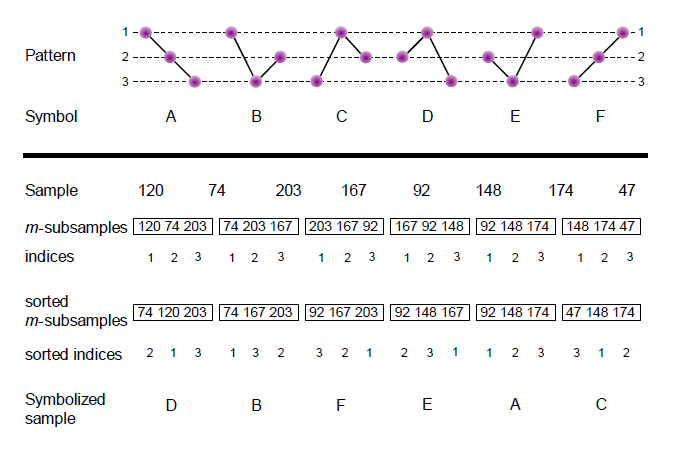 1 1
Pattern 2 2
3 3
Symbol A B C D E F
Sample 120 74 203 167 92 148 174 47
m-subsamples 120 74 203 74 203 167 203 167 92 167 92 148 92 148 174 148 174 47
indices 1 2 3 1 2 3 1 2 3 1 2 3 1 2 3 1 2 3
sorted
m-subsamples 74 120 203 74 167 203 92 167 203 92 148 167 92 148 174 47 148 174
sorted indices 2 1 3 1 3 2 3 2 1 2 3 1 1 2 3 3 1 2
Symbolized
sample D B F E A C